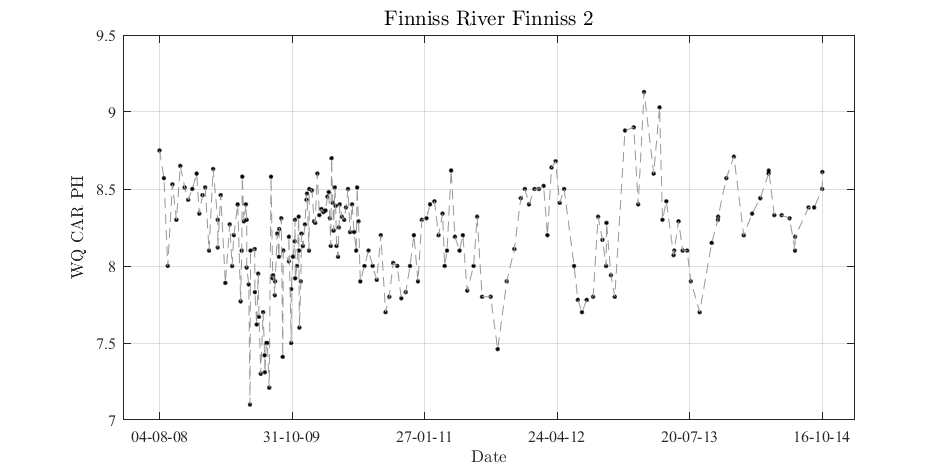 Finniss River Finniss 2
9.5
9
8.5
8
7.5
7
WQ CAR PH
04-08-08 31-10-09 27-01-11 24-04-12 20-07-13 16-10-14
Date